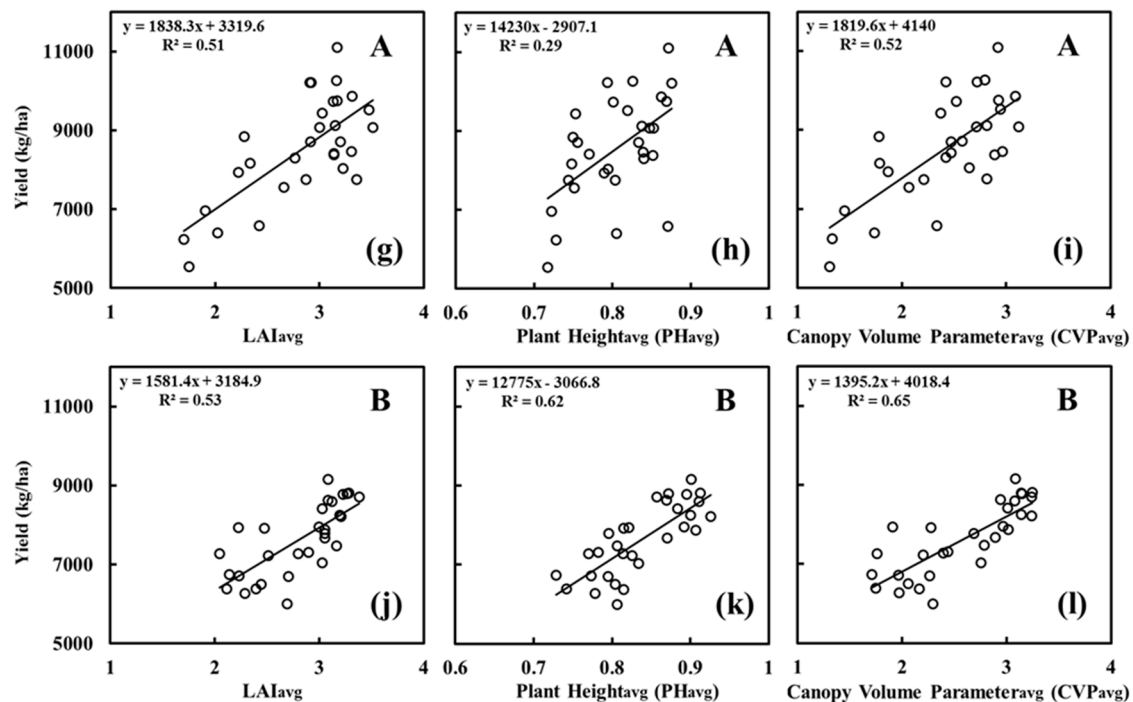 y = 1838.3x + 3319.6
R² = 0.51
A
y = 14230x - 2907.1
R² = 0.29
A
y = 1819.6x + 4140
R² = 0.52
A
11000
9000
7000
5000
Yield (kg/ha)
(g)
(h)
(i)
1 2 3 4
0.6 0.7 0.8 0.9 1
1 2 3 4
LAIavg
Plant Heightavg (PHavg)
Canopy Volume Parameteravg (CVPavg)
y = 1581.4x + 3184.9
R² = 0.53
B
y = 12775x - 3066.8
R² = 0.62
B
y = 1395.2x + 4018.4
R² = 0.65
B
11000
9000
7000
5000
Yield (kg/ha)
(j)
(k)
(l)
1 2 3 4
0.6 0.7 0.8 0.9 1
1 2 3 4
LAIavg
Plant Heightavg (PHavg)
Canopy Volume Parameteravg (CVPavg)